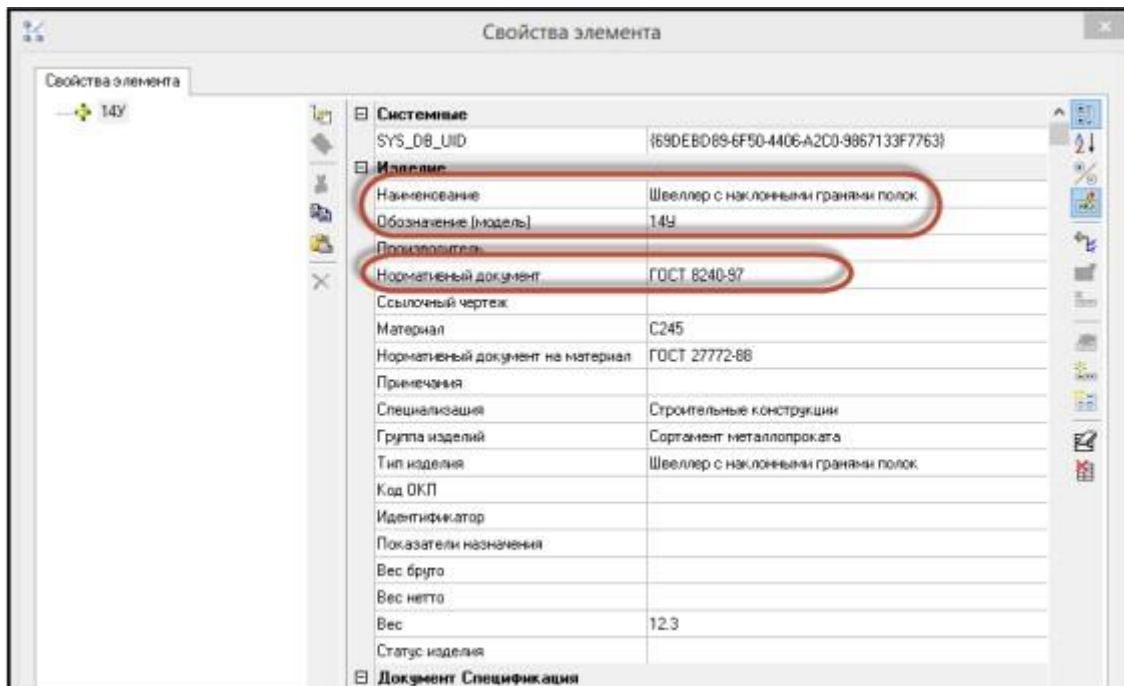 Свойства элемента
Свойства элемента
14У
Системные
SYS_DB_UID {69DEBD89-6F50-4406-A2C0-9867133F7763}
Изделие
Наименование Швеллер с наклонными гранями полок
Обозначение (модель) 14У
Производитель
Нормативный документ ГОСТ 8240-97
Ссылочный чертеж
Материал С245
Нормативный документ на материал ГОСТ 27772-88
Примечания
Специализация Строительные конструкции
Группа изделий Сортамент металлопроката
Тип изделия Швеллер с наклонными гранями полок
Код ОКП
Идентификатор
Показатели назначения
Вес бруто
Вес нетто
Вес 12.3
Статус изделия
Документ Спецификация